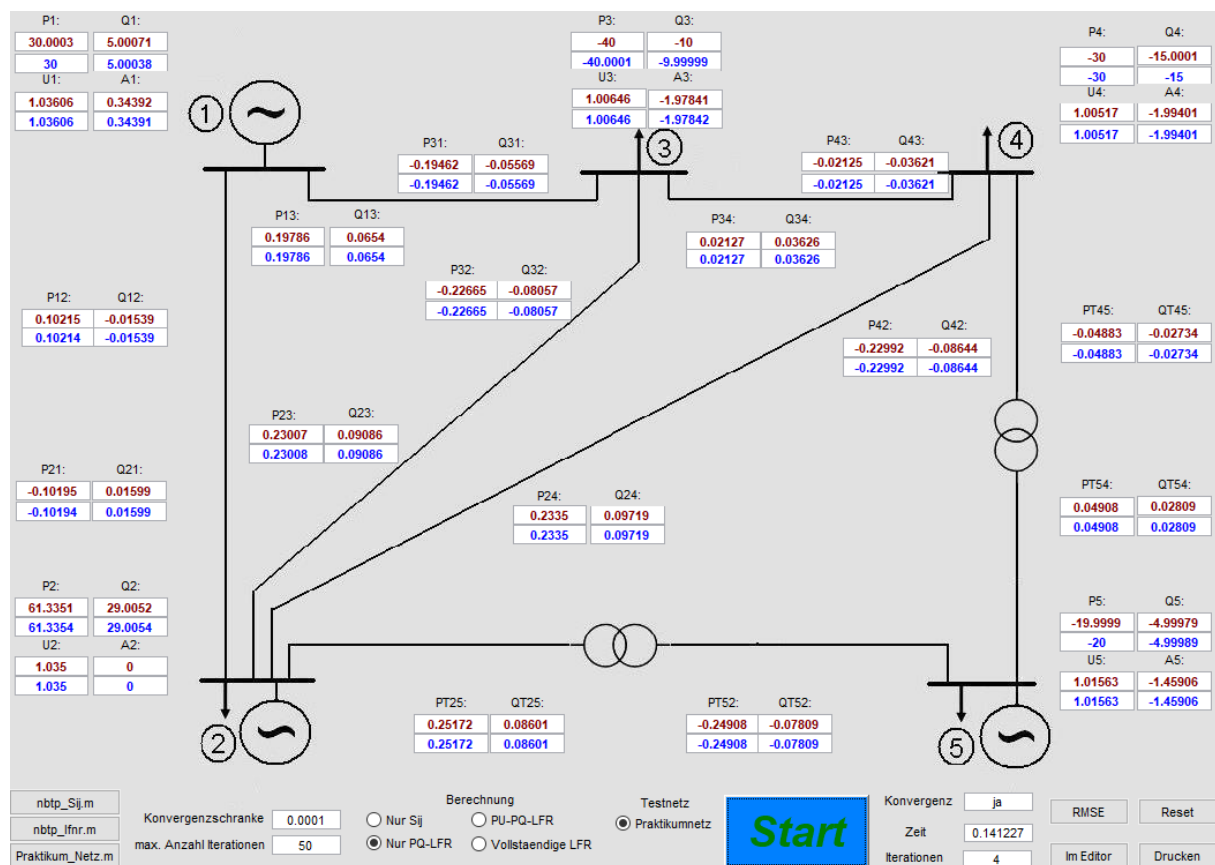 P1: Q1:
30.0003 5.00071
30 5.00038
U1: A1:
1.03606 0.34392
1.03606 0.34391
1
P3: Q3:
-40 -10
-40.0001 -9.99999
U3: A3:
1.00646 -1.97841
1.00646 -1.97842
3
P4: Q4:
-30 -15.0001
-30 -15
U4: A4:
1.00517 -1.99401
1.00517 -1.99401
4
P31: Q31:
-0.19462 -0.05569
-0.19462 -0.05569
P43: Q43:
-0.02125 -0.03621
-0.02125 -0.03621
P13: Q13:
0.19786 0.0654
0.19786 0.0654
P34: Q34:
0.02127 0.03626
0.02127 0.03626
P32: Q32:
-0.22665 -0.08057
-0.22665 -0.08057
P12: Q12:
0.10215 -0.01539
0.10214 -0.01539
P42: Q42:
-0.22992 -0.08644
-0.22992 -0.08644
PT45: QT45:
-0.04883 -0.02734
-0.04883 -0.02734
P23: Q23:
0.23007 0.09086
0.23008 0.09086
P21: Q21:
-0.10195 0.01599
-0.10194 0.01599
P24: Q24:
0.2335 0.09719
0.2335 0.09719
PT54: QT54:
0.04908 0.02809
0.04908 0.02809
P2: Q2:
61.3351 29.0052
61.3354 29.0054
U2: A2:
1.035 0
1.035 0
2
P5: Q5:
-19.9999 -4.99979
-20 -4.99989
U5: A5:
1.01563 -1.45906
1.01563 -1.45906
5
PT25: QT25:
0.25172 0.08601
0.25172 0.08601
PT52: QT52:
-0.24908 -0.07809
-0.24908 -0.07809
nbtp_Sij.m
nbtp_lfnr.m
Praktikum_Netz.m
Konvergenzschranke 0.0001
max. Anzahl Iterationen 50
Berechnung
Nur Sij PU-PQ-LFR
Nur PQ-LFR Vollstaendige LFR
Testnetz
Praktikumnetz
Start
Konvergenz ja
Zeit 0.141227
Iterationen 4
RMSE Reset
Im Editor Drucken